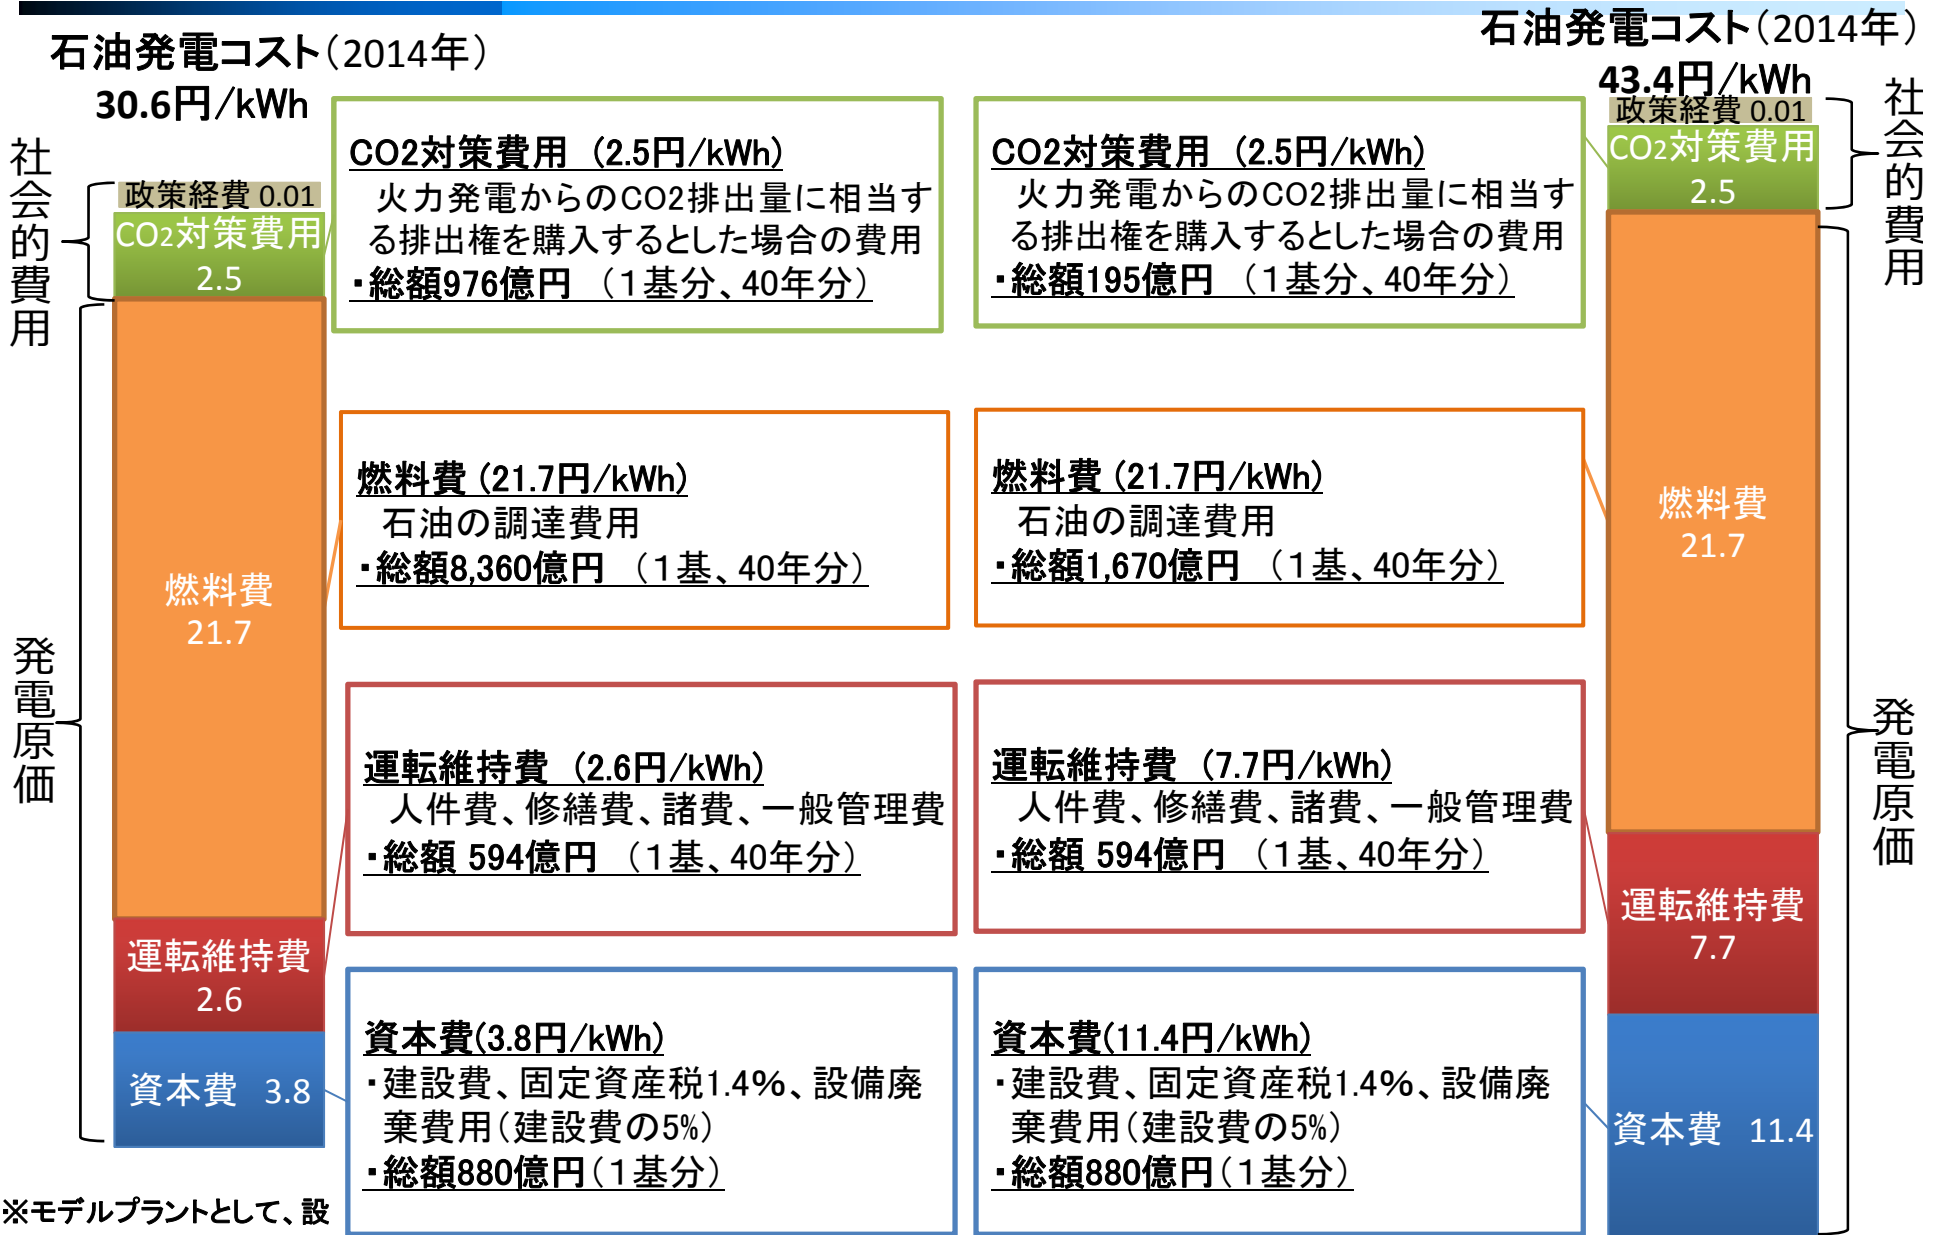 石油発電コスト（2014年）
30.6円/kWh
社会的費用
政策経費 0.01
CO2対策費用
2.5
発電原価
燃料費
21.7
運転維持費
2.6
資本費 3.8
※モデルプラントとして、設
CO2対策費用 (2.5円/kWh)
火力発電からのCO2排出量に相当す
る排出権を購入するとした場合の費用
・総額976億円 （１基分、40年分）
燃料費 (21.7円/kWh)
石油の調達費用
・総額8,360億円 （１基、40年分）
運転維持費 (2.6円/kWh)
人件費、修繕費、諸費、一般管理費
・総額 594億円 （１基、40年分）
資本費(3.8円/kWh)
・建設費、固定資産税1.4%、設備廃
棄費用（建設費の5%）
・総額880億円（１基分）
CO2対策費用 (2.5円/kWh)
火力発電からのCO2排出量に相当す
る排出権を購入するとした場合の費用
・総額195億円 （１基分、40年分）
燃料費 (21.7円/kWh)
石油の調達費用
・総額1,670億円 （１基、40年分）
運転維持費 (7.7円/kWh)
人件費、修繕費、諸費、一般管理費
・総額 594億円 （１基、40年分）
資本費(11.4円/kWh)
・建設費、固定資産税1.4%、設備廃
棄費用（建設費の5%）
・総額880億円（１基分）
石油発電コスト（2014年）
43.4円/kWh
政策経費 0.01
CO2対策費用
2.5
社会的費用
燃料費
21.7
発電原価
運転維持費
7.7
資本費 11.4